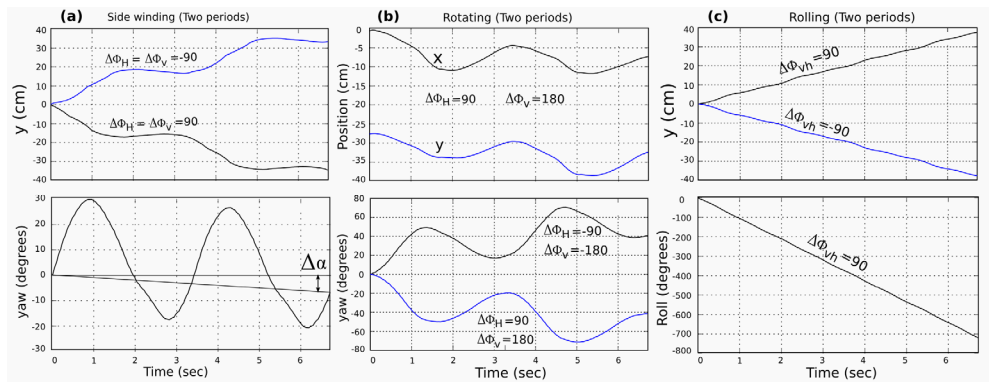 (a)
Side winding (Two periods)
40
30
20
10
0
-10
-20
-30
-40
y (cm)
ΔΦH = ΔΦv = -90
ΔΦH = ΔΦv = 90
30
20
10
0
-10
-20
-30
yaw (degrees)
Δα
0 1 2 3 4 5 6
Time (sec)
(b)
Rotating (Two periods)
0
-5
-10
-15
-20
-25
-30
-35
-40
Position (cm)
x
ΔΦH =90 ΔΦv =180
y
80
60
40
20
0
-20
-40
-60
-80
yaw (degrees)
ΔΦH =-90
ΔΦv =-180
ΔΦH =90
ΔΦv =180
0 1 2 3 4 5 6
Time (sec)
(c)
Rolling (Two periods)
40
30
20
10
0
-10
-20
-30
-40
y (cm)
ΔΦvh =90
ΔΦvh =-90
0
-100
-200
-300
-400
-500
-600
-700
-800
Roll (degrees)
ΔΦvh =90
0 1 2 3 4 5 6
Time (sec)